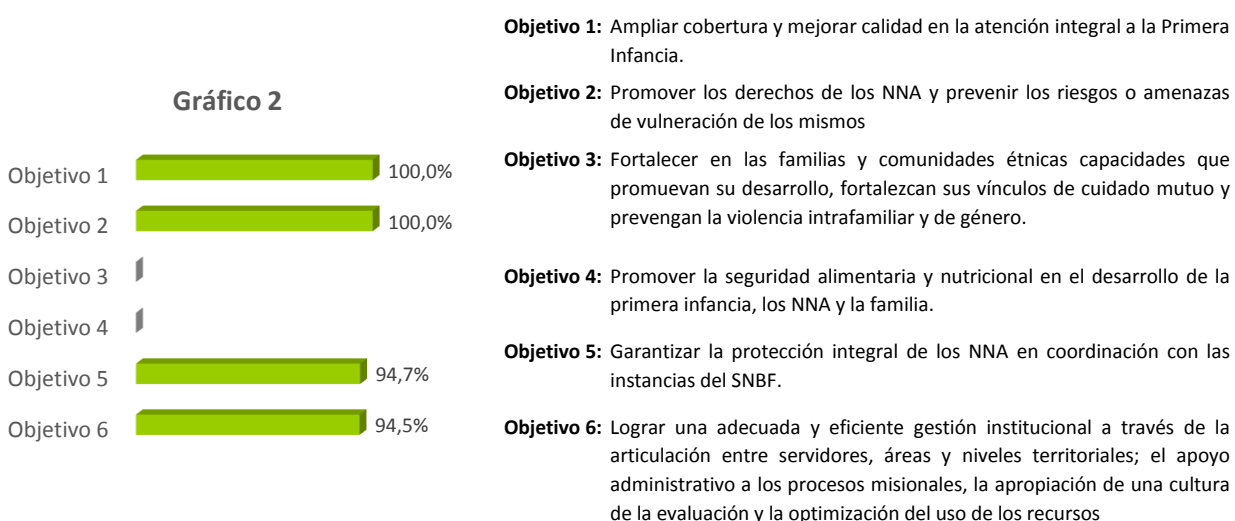 Gráfico 2
Objetivo 1 100,0%
Objetivo 2 100,0%
Objetivo 3
Objetivo 4
Objetivo 5 94,7%
Objetivo 6 94,5%
Objetivo 1: Ampliar cobertura y mejorar calidad en la atención integral a la Primera
Infancia.
Objetivo 2: Promover los derechos de los NNA y prevenir los riesgos o amenazas
de vulneración de los mismos
Objetivo 3: Fortalecer en las familias y comunidades étnicas capacidades que
promuevan su desarrollo, fortalezcan sus vínculos de cuidado mutuo y
prevengan la violencia intrafamiliar y de género.
Objetivo 4: Promover la seguridad alimentaria y nutricional en el desarrollo de la
primera infancia, los NNA y la familia.
Objetivo 5: Garantizar la protección integral de los NNA en coordinación con las
instancias del SNBF.
Objetivo 6: Lograr una adecuada y eficiente gestión institucional a través de la
articulación entre servidores, áreas y niveles territoriales; el apoyo
administrativo a los procesos misionales, la apropiación de una cultura
de la evaluación y la optimización del uso de los recursos